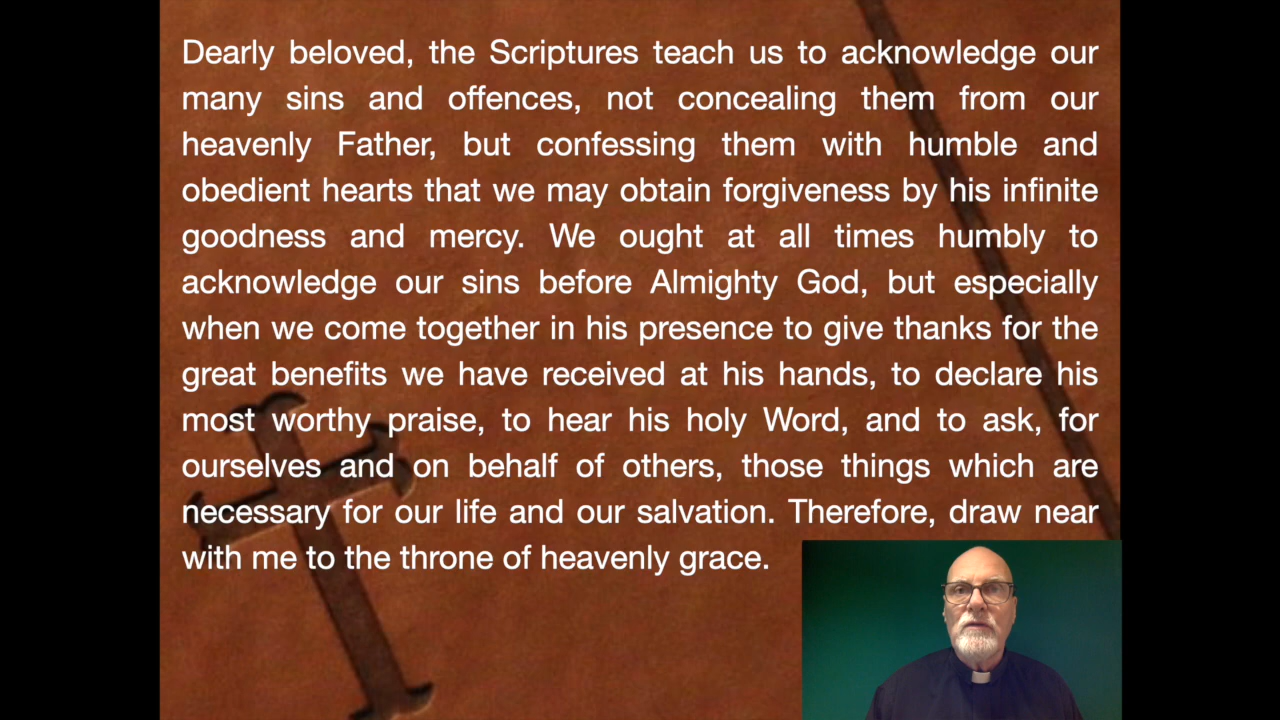 Dearly beloved, the Scriptures teach us to acknowledge our
many sins and offences, not concealing them from our
heavenly Father, but confessing them with humble and
obedient hearts that we may obtain forgiveness by his infinite
goodness and mercy. We ought at all times humbly to
acknowledge our sins before Almighty God, but especially
when we come together in his presence to give thanks for the
great benefits we have received at his hands, to declare his
most worthy praise, to hear his holy Word, and to ask, for
ourselves and on behalf of others, those things which are
necessary for our life and our salvation. Therefore, draw near
with me to the throne of heavenly grace.